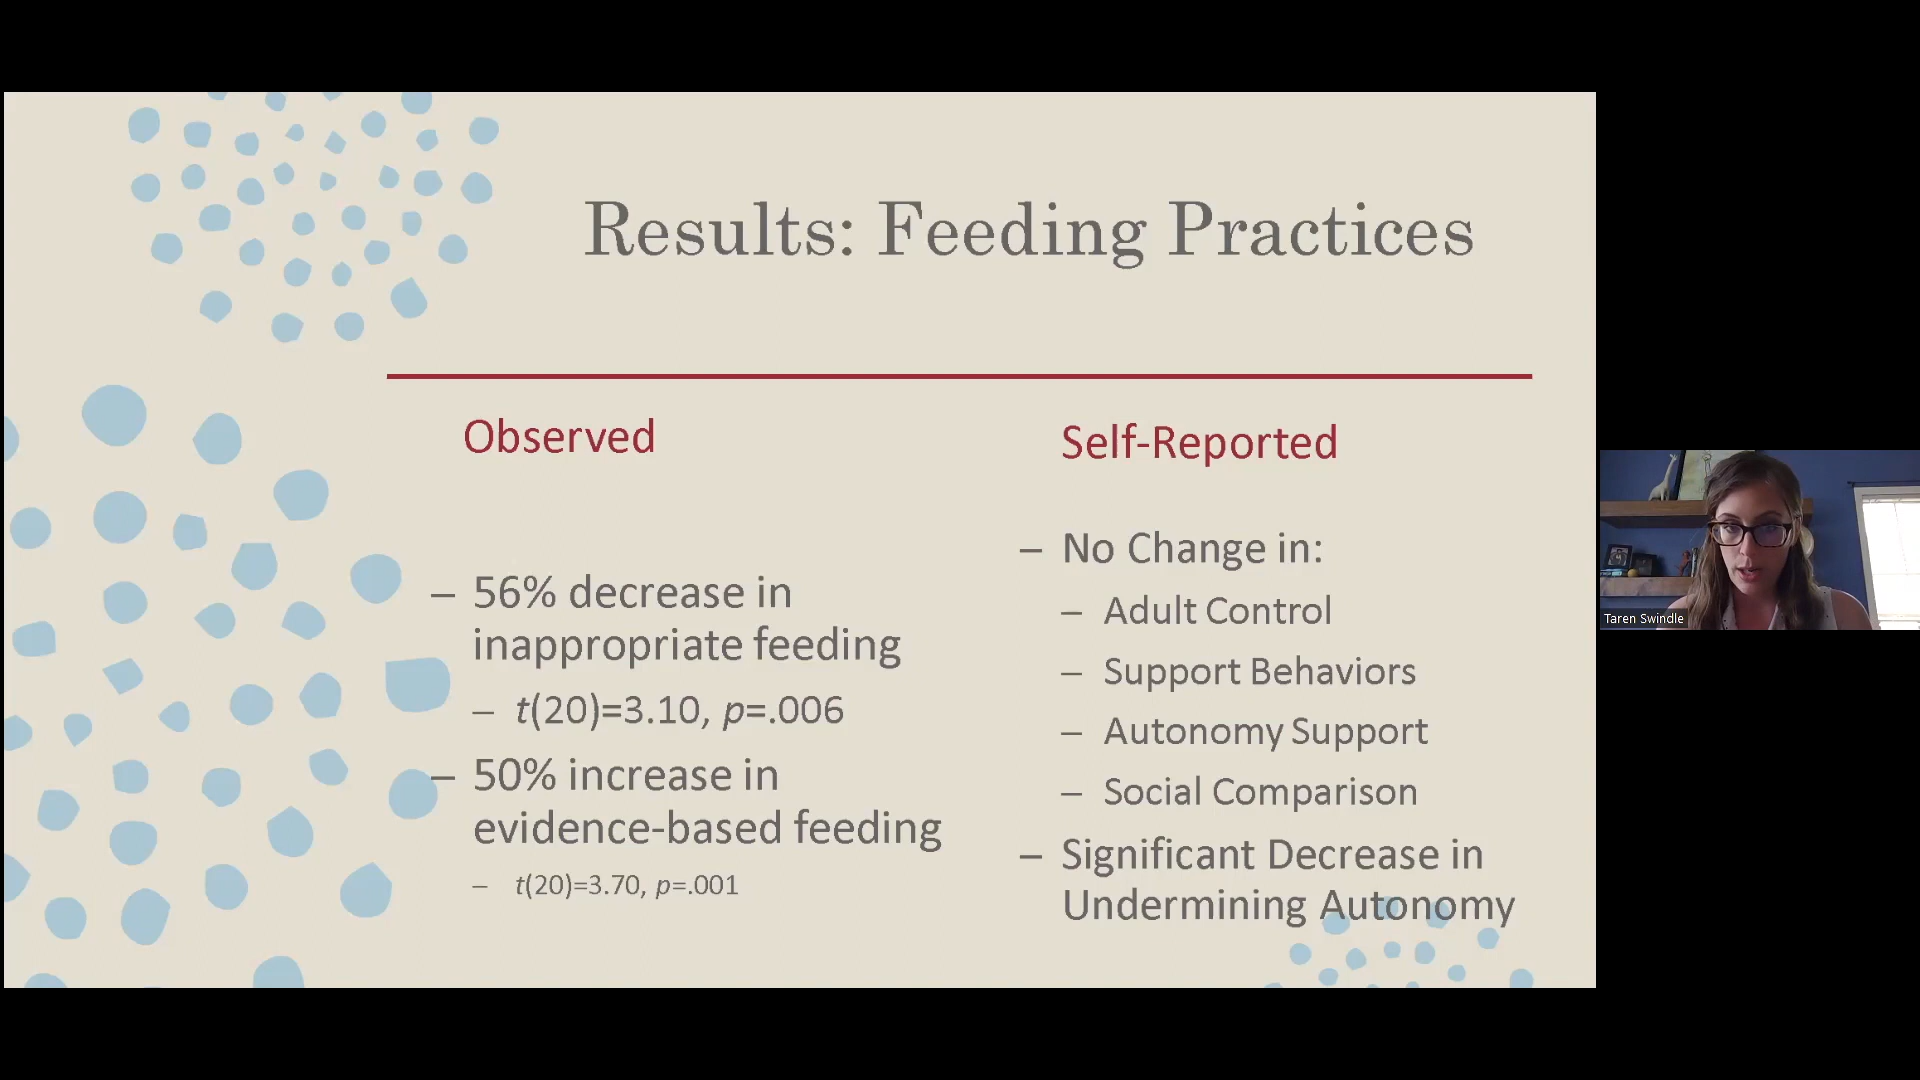 Results: Feeding Practices
Observed
– 56% decrease in
inappropriate feeding
– t(20)=3.10, p=.006
– 50% increase in
evidence-based feeding
– t(20)=3.70, p=.001
Self-Reported
– No Change in:
– Adult Control
– Support Behaviors
– Autonomy Support
– Social Comparison
– Significant Decrease in
Undermining Autonomy
Taren Swindle